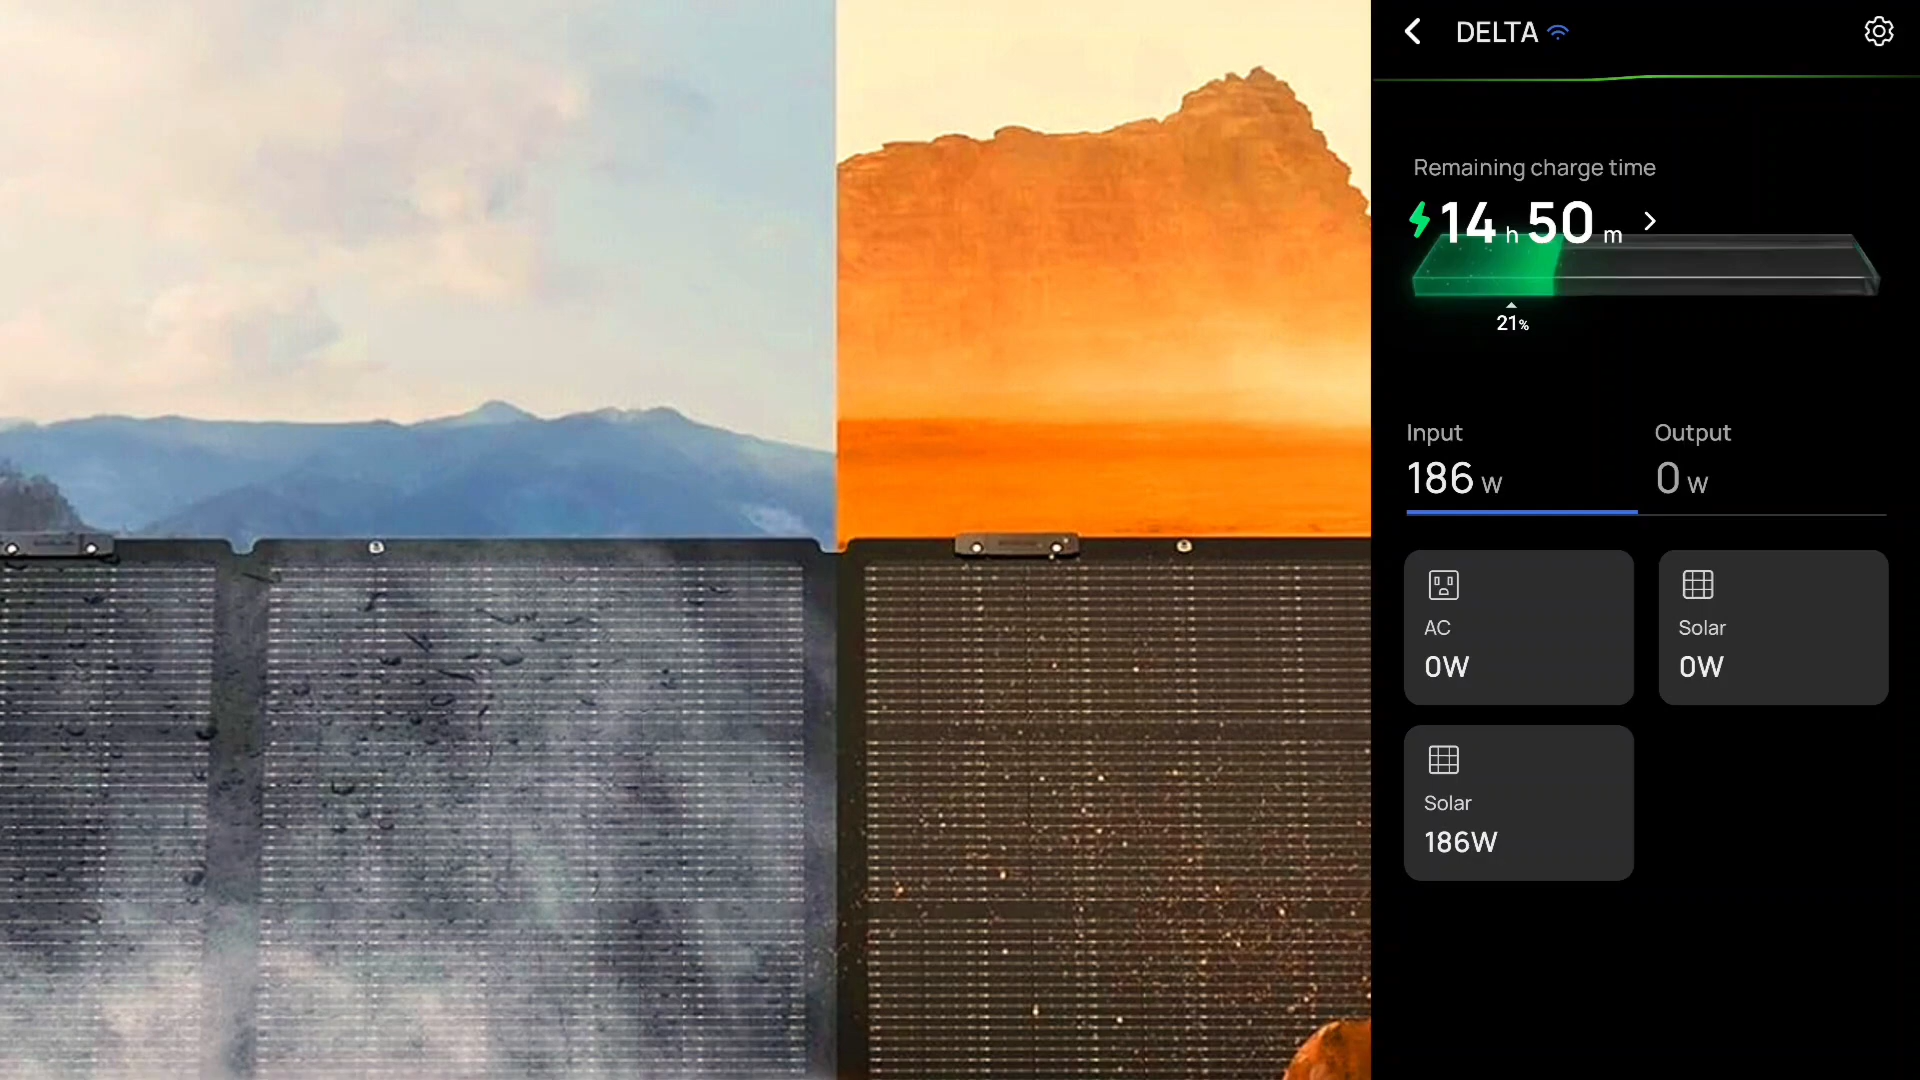 DELTA
Remaining charge time
14 h 50 m
21%
Input
Output
186 W
0 W
AC
0W
Solar
0W
Solar
186W